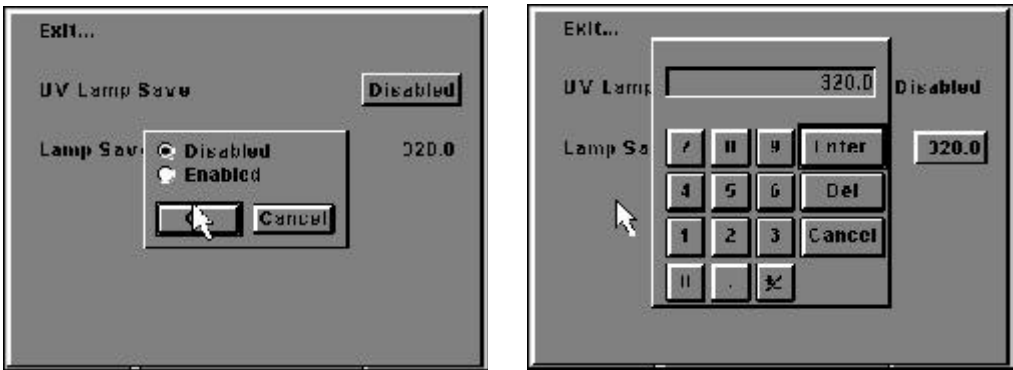 Exit...
UV Lamp Save
Disabled
Lamp Sav
320.0
Disabled
Enabled
Cancel
Exit...
320.0
UV Lamp
Disabled
Lamp Sa
320.0
7 8 9 Enter
4 5 6 Del
1 2 3 Cancel
0 . +/-